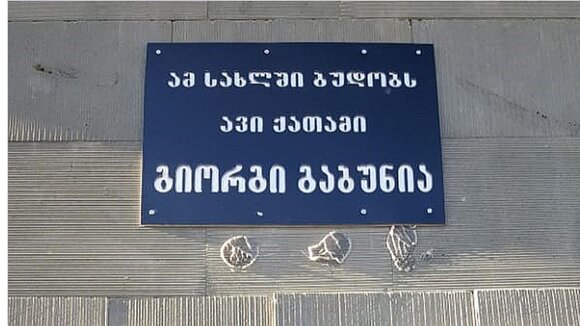 ამ სახლში ბუდობს
ავი ქათამი
გიორგი გაბუნია